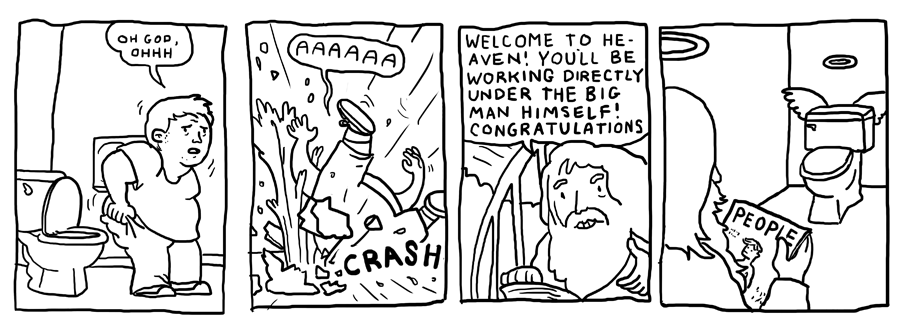 OH GOD,
OHHH
AAAAAA
CRASH
WELCOME TO HE-
AVEN! YOU'LL BE
WORKING DIRECTLY
UNDER THE BIG
MAN HIMSELF!
CONGRATULATIONS
PEOPLE